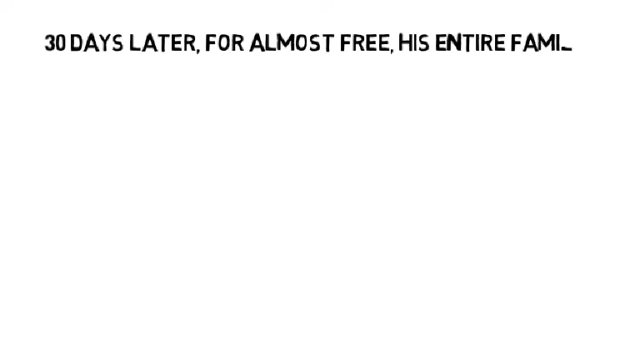 30 DAYS LATER, FOR ALMOST FREE, HIS ENTIRE FAMI